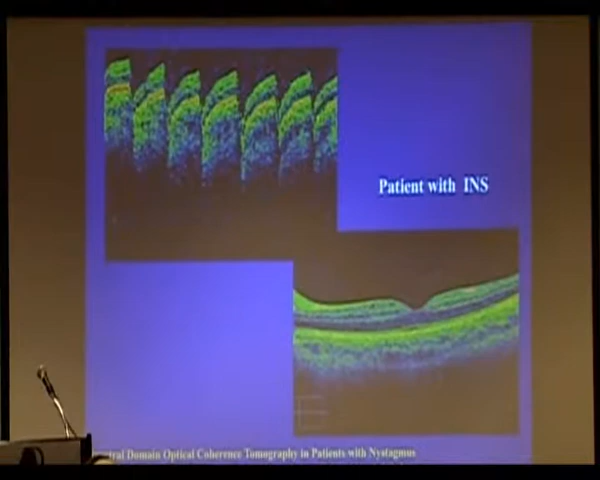 Patient with INS
Domain Optical Coherence Tomography in Patients with Nystagmus